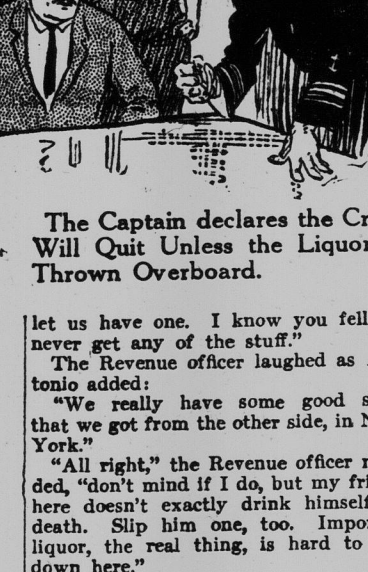 The Captain declares the Cr
Will Quit Unless the Liquor
Thrown Overboard.
let us have one. I know you fell
never get any of the stuff."
The Revenue officer laughed as
tonio added:
"We really have some good s
that we got from the other side, in N
York."
"All right," the Revenue officer
ded, "don't mind if I do, but my fri
here doesn't exactly drink himself
death. Slip him one, too. Impo
liquor, the real thing, is hard to
down here."